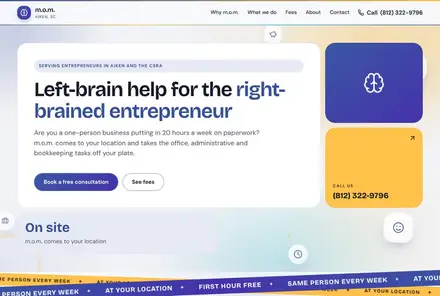 m.o.m.
AIKEN, SC
Why m.o.m.
What we do
Fees
About
Contact
Call (812) 322-9796
SERVING ENTREPRENEURS IN AIKEN AND THE CSRA
Left-brain help for the right-
brained entrepreneur
Are you a one-person business putting in 20 hours a week on paperwork?
m.o.m. comes to your location and takes the office, administrative and
bookkeeping tasks off your plate.
Book a free consultation
See fees
CALL US
(812) 322-9796
On site
m.o.m. comes to your location
PERSON EVERY WEEK
AT YOUR LOCATION
FIRST HOUR FREE
SAME PERSON EVERY WEEK
AT YOUR
PERSON EVERY WEEK
AT YOUR LOCATION